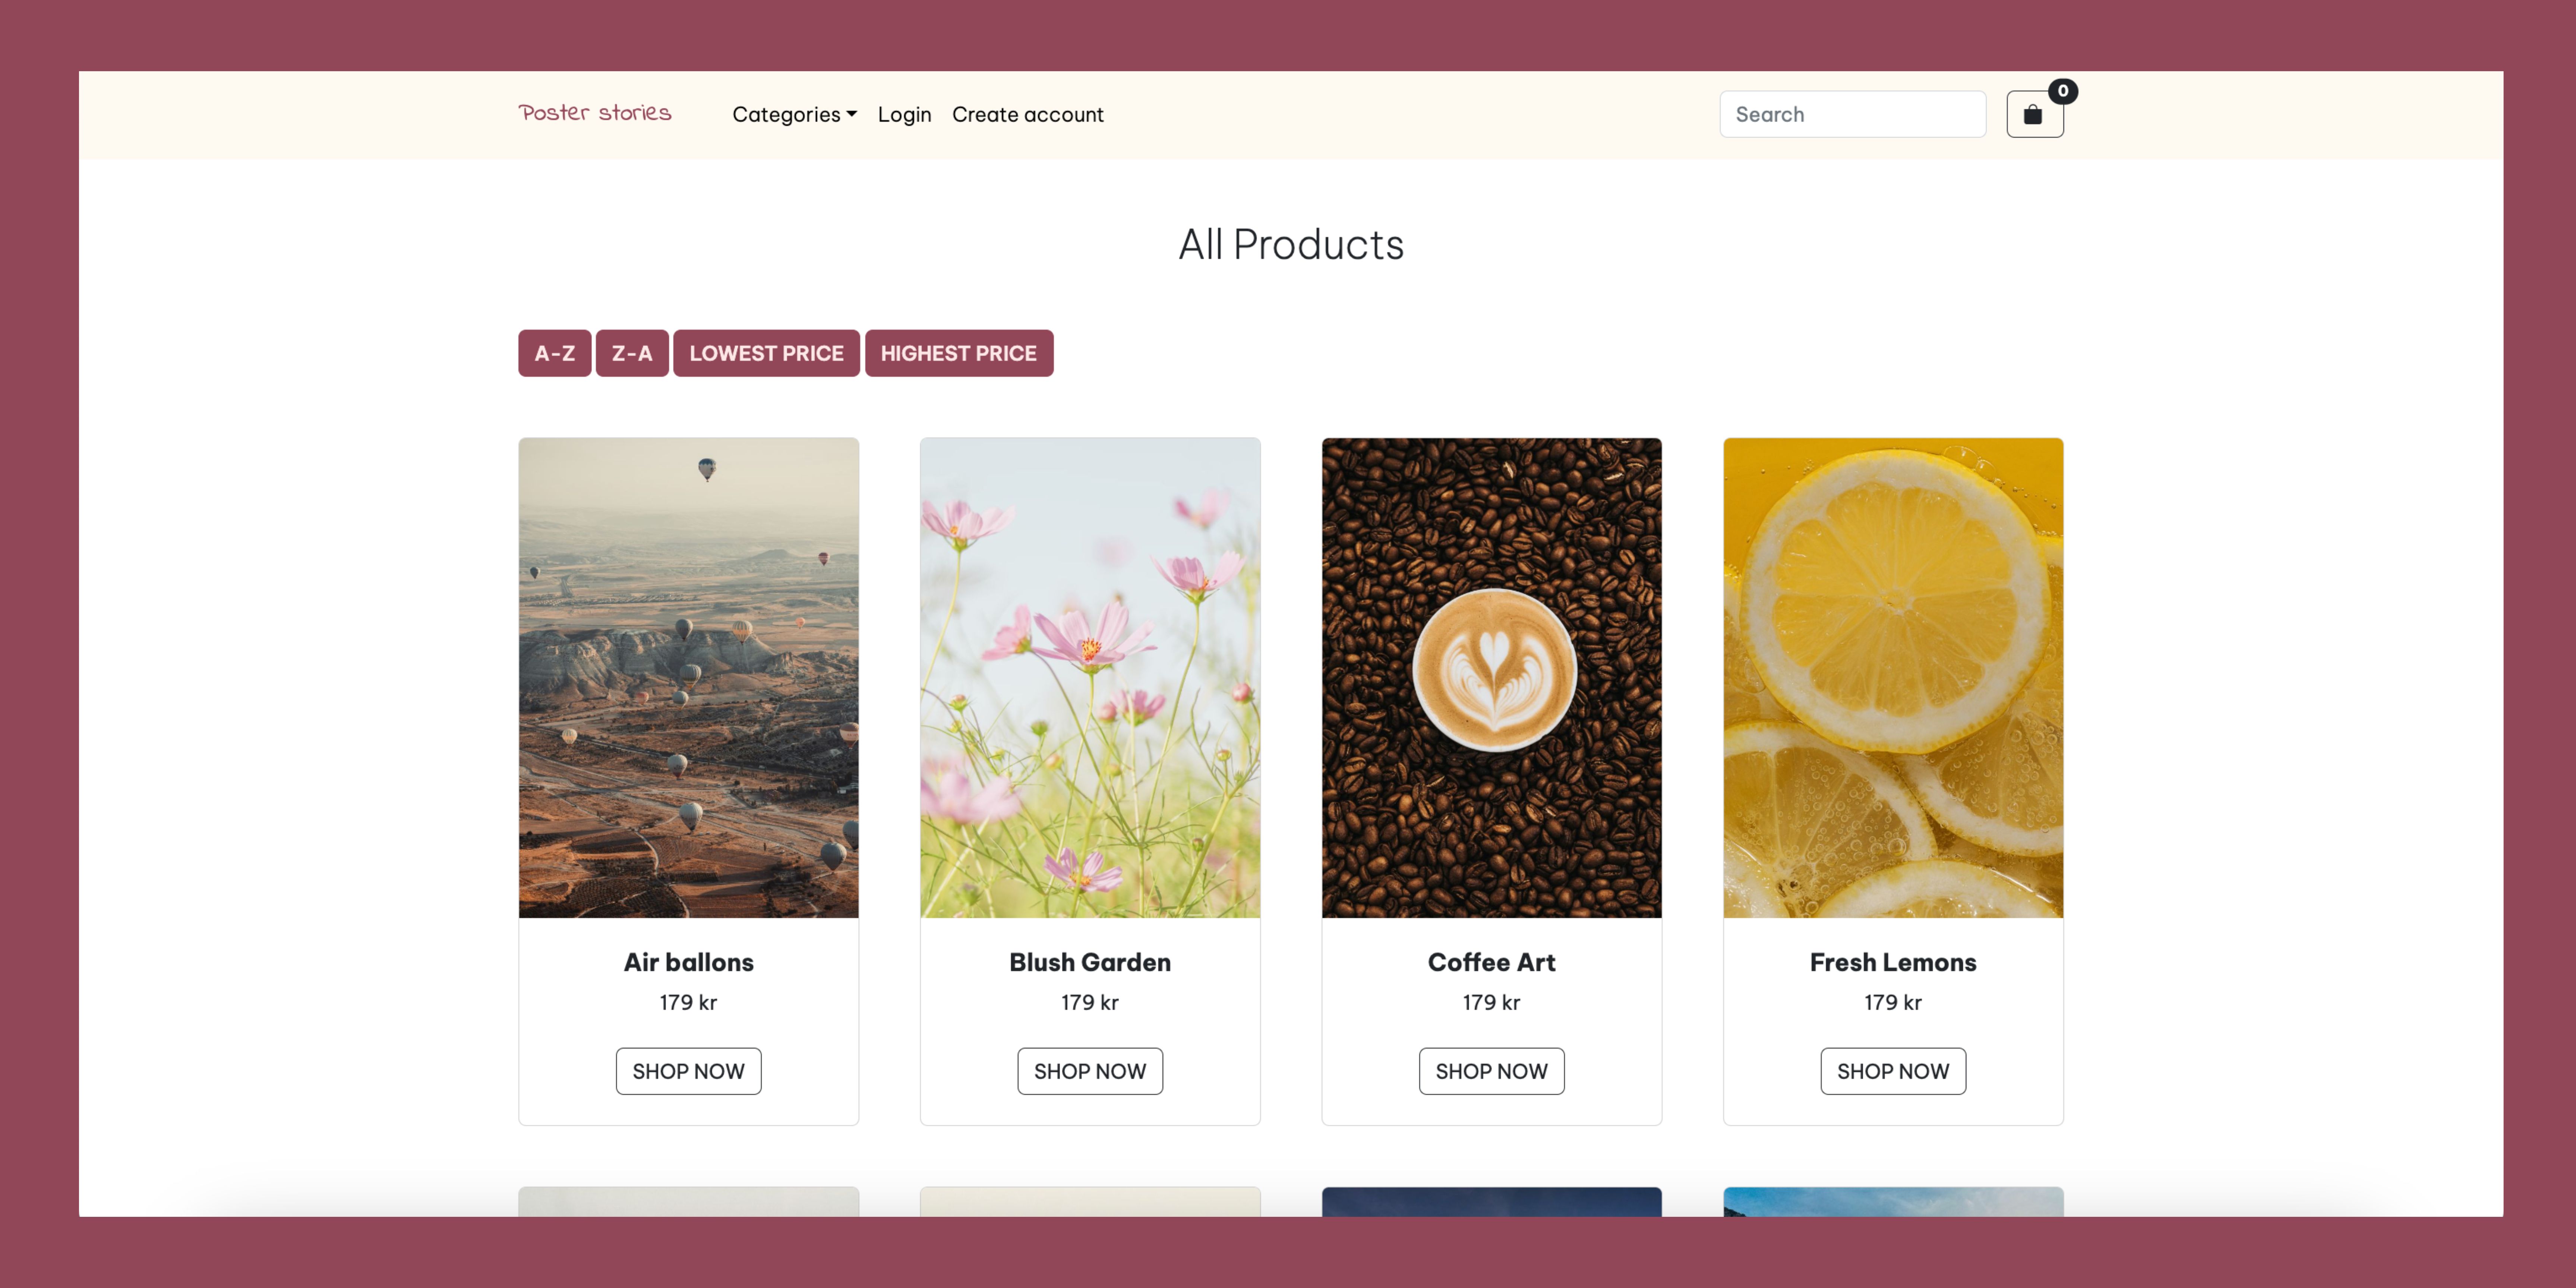 Poster stories
Categories
Login
Create account
Search
0
All Products
A-Z
Z-A
LOWEST PRICE
HIGHEST PRICE
Air ballons
179 kr
SHOP NOW
Blush Garden
179 kr
SHOP NOW
Coffee Art
179 kr
SHOP NOW
Fresh Lemons
179 kr
SHOP NOW